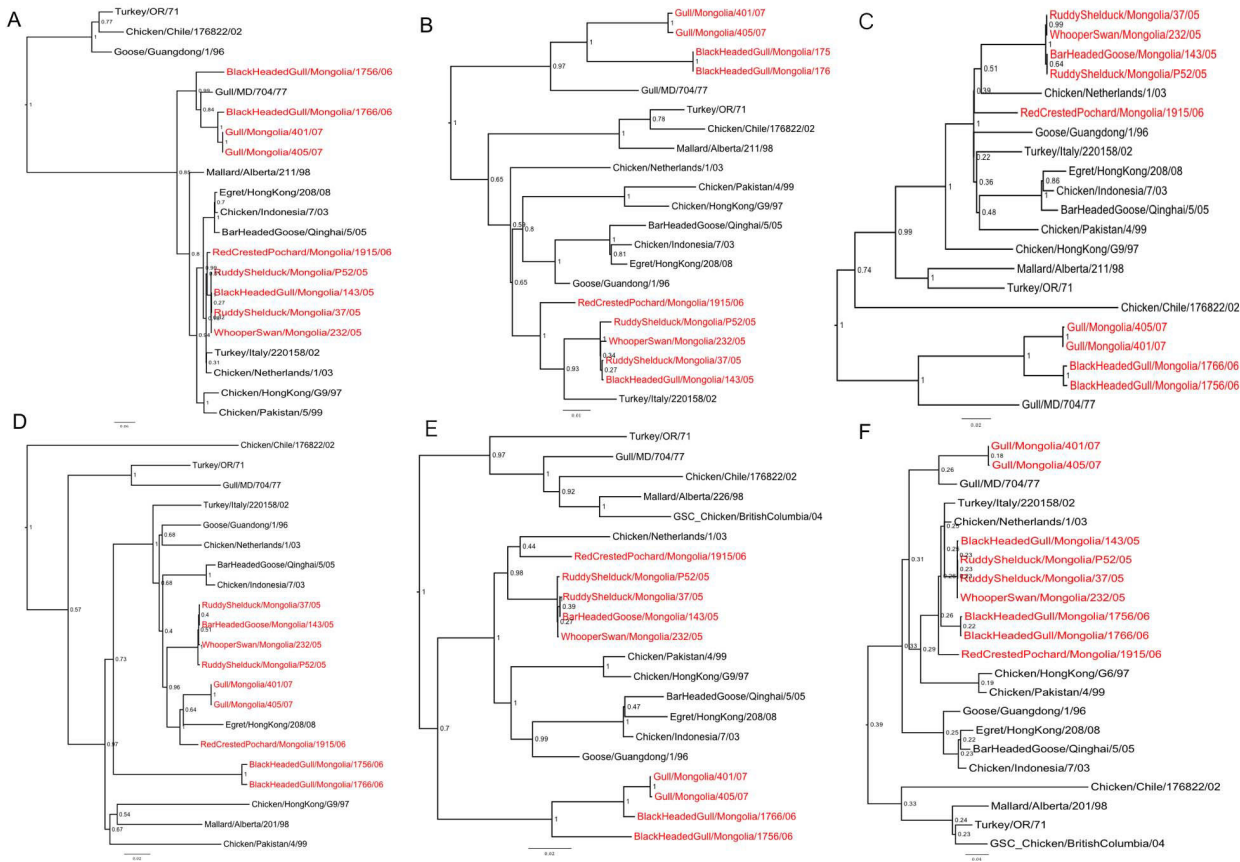 A
Turkey/OR/71
0.77
Chicken/Chile/176822/02
1
Goose/Guangdong/1/96
BlackHeadedGull/Mongolia/1756/06
Gull/MD/704/77
0.84
BlackHeadedGull/Mongolia/1766/06
1
Gull/Mongolia/401/07
1
Gull/Mongolia/405/07
1
Mallard/Alberta/211/98
Egret/HongKong/208/08
0.7
Chicken/Indonesia/7/03
1
BarHeadedGoose/Qinghai/5/05
RedCrestedPochard/Mongolia/1915/06
0.8
RuddyShelduck/Mongolia/P52/05
BlackHeadedGull/Mongolia/143/05
0.27
RuddyShelduck/Mongolia/37/05
WhooperSwan/Mongolia/232/05
Turkey/Italy/220158/02
0.31
Chicken/Netherlands/1/03
Chicken/HongKong/G9/97
1
Chicken/Pakistan/5/99
B
Gull/Mongolia/401/07
1
Gull/Mongolia/405/07
1
BlackHeadedGull/Mongolia/175
1
BlackHeadedGull/Mongolia/176
0.97
Gull/MD/704/77
Turkey/OR/71
0.78
Chicken/Chile/176822/02
1
Mallard/Alberta/211/98
1
Chicken/Netherlands/1/03
0.65
Chicken/Pakistan/4/99
1
Chicken/HongKong/G9/97
0.8
BarHeadedGoose/Qinghai/5/05
1
Chicken/Indonesia/7/03
0.81
Egret/HongKong/208/08
1
Goose/Guandong/1/96
0.65
RedCrestedPochard/Mongolia/1915/06
RuddyShelduck/Mongolia/P52/05
1
WhooperSwan/Mongolia/232/05
1
0.34
RuddyShelduck/Mongolia/37/05
0.27
BlackHeadedGull/Mongolia/143/05
0.93
Turkey/Italy/220158/02
0.01
C
RuddyShelduck/Mongolia/37/05
0.99
WhooperSwan/Mongolia/232/05
1
BarHeadedGoose/Mongolia/143/05
0.64
RuddyShelduck/Mongolia/P52/05
0.51
Chicken/Netherlands/1/03
0.39
RedCrestedPochard/Mongolia/1915/06
1
Goose/Guangdong/1/96
Turkey/Italy/220158/02
0.22
Egret/HongKong/208/08
0.86
0.36
Chicken/Indonesia/7/03
1
BarHeadedGoose/Qinghai/5/05
0.48
Chicken/Pakistan/4/99
1
Chicken/HongKong/G9/97
0.99
Mallard/Alberta/211/98
1
Turkey/OR/71
0.74
Chicken/Chile/176822/02
1
Gull/Mongolia/405/07
1
Gull/Mongolia/401/07
1
BlackHeadedGull/Mongolia/1766/06
1
BlackHeadedGull/Mongolia/1756/06
1
Gull/MD/704/77
0.02
D
Chicken/Chile/176822/02
Turkey/OR/71
1
Gull/MD/704/77
Turkey/Italy/220158/02
1
Goose/Guangdong/1/96
0.68
Chicken/Netherlands/1/03
1
BarHeadedGoose/Qinghai/5/05
0.68
1
Chicken/Indonesia/7/03
0.57
RuddyShelduck/Mongolia/37/05
0.4
BarHeadedGoose/Mongolia/143/05
0.51
0.4
WhooperSwan/Mongolia/232/05
0.73
RuddyShelduck/Mongolia/P52/05
Gull/Mongolia/401/07
0.96
1
Gull/Mongolia/405/07
0.64
Egret/HongKong/208/08
RedCrestedPochard/Mongolia/1915/06
BlackHeadedGull/Mongolia/1756/06
1
BlackHeadedGull/Mongolia/1766/06
Chicken/HongKong/G9/97
0.54
Mallard/Alberta/201/98
0.67
Chicken/Pakistan/4/99
0.02
E
Turkey/OR/71
0.97
Gull/MD/704/77
1
Chicken/Chile/176822/02
0.92
Mallard/Alberta/226/98
1
GSC_Chicken/BritishColumbia/04
Chicken/Netherlands/1/03
0.44
RedCrestedPochard/Mongolia/1915/06
0.98
RuddyShelduck/Mongolia/P52/05
RuddyShelduck/Mongolia/37/05
1
0.39
BarHeadedGoose/Mongolia/143/05
0.27
WhooperSwan/Mongolia/232/05
1
Chicken/Pakistan/4/99
1
Chicken/HongKong/G9/97
1
BarHeadedGoose/Qinghai/5/05
0.47
Egret/HongKong/208/08
1
Chicken/Indonesia/7/03
0.99
Goose/Guangdong/1/96
0.7
Gull/Mongolia/401/07
1
Gull/Mongolia/405/07
1
BlackHeadedGull/Mongolia/1766/06
1
BlackHeadedGull/Mongolia/1756/06
0.02
F
Gull/Mongolia/401/07
0.18
Gull/Mongolia/405/07
0.26
Gull/MD/704/77
Turkey/Italy/220158/02
Chicken/Netherlands/1/03
0.25
BlackHeadedGull/Mongolia/143/05
0.31
RuddyShelduck/Mongolia/P52/05
0.23
RuddyShelduck/Mongolia/37/05
WhooperSwan/Mongolia/232/05
0.26
BlackHeadedGull/Mongolia/1756/06
0.22
BlackHeadedGull/Mongolia/1766/06
0.33
0.29
RedCrestedPochard/Mongolia/1915/06
Chicken/HongKong/G6/97
0.19
Chicken/Pakistan/4/99
Goose/Guangdong/1/96
0.39
0.25
Egret/HongKong/208/08
0.22
BarHeadedGoose/Qinghai/5/05
0.23
Chicken/Indonesia/7/03
Chicken/Chile/176822/02
0.33
Mallard/Alberta/201/98
0.24
Turkey/OR/71
0.23
GSC_Chicken/BritishColumbia/04
0.04